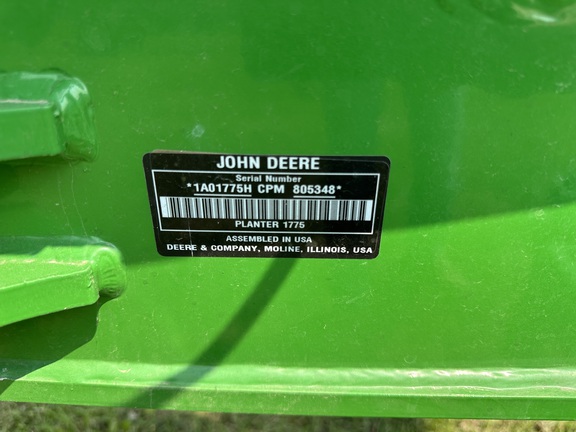 JOHN DEERE
Serial Number
*1A01775H CPM 805348*
PLANTER 1775
ASSEMBLED IN USA
DEERE & COMPANY, MOLINE, ILLINOIS, USA